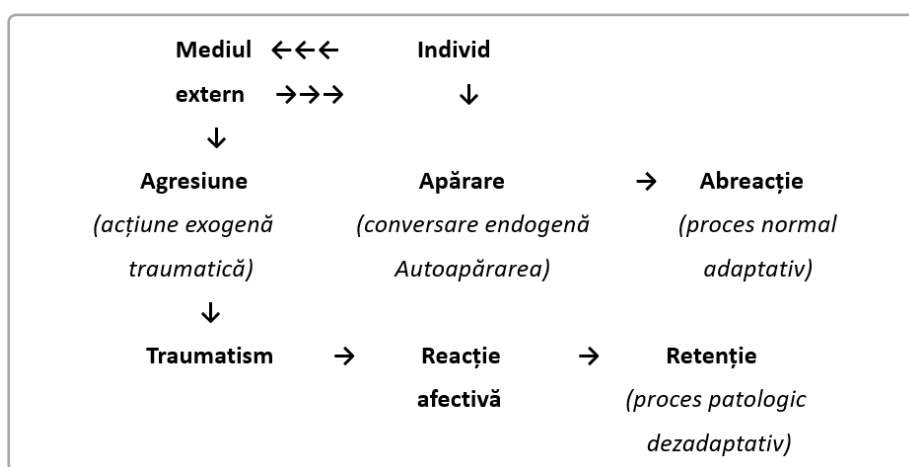 Mediul ←←← Individ
extern →→→ ↓
↓
Agresiune Apărare → Abreacție
(acțiune exogenă (conversare endogenă (proces normal
traumatică) Autoapărarea) adaptativ)
↓
Traumatism → Reacție → Retenție
afectivă (proces patologic
dezadaptativ)